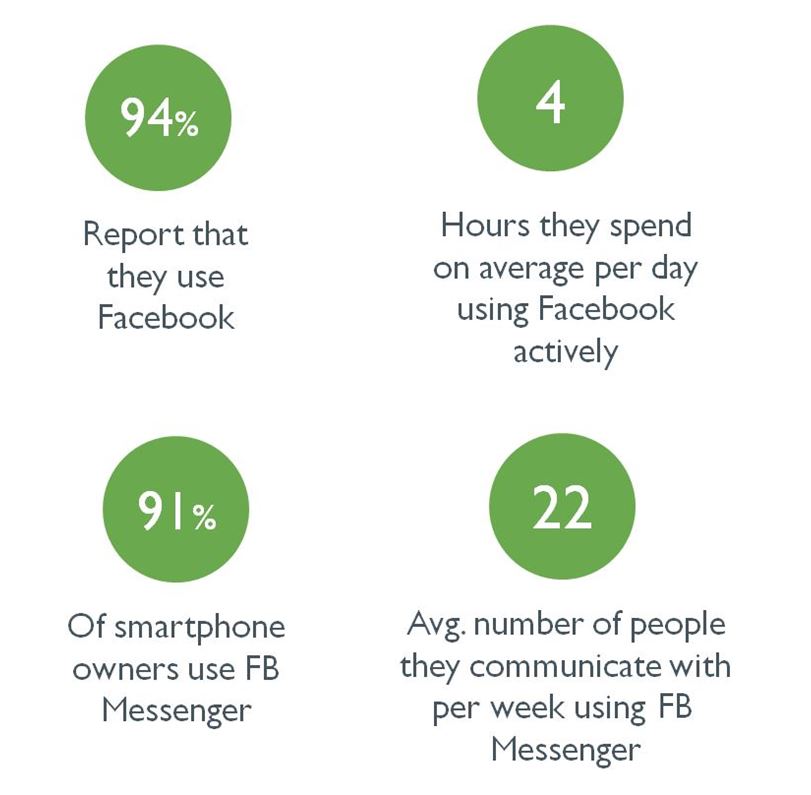 94%
Report that
they use
Facebook
4
Hours they spend
on average per day
using Facebook
actively
91%
Of smartphone
owners use FB
Messenger
22
Avg. number of people
they communicate with
per week using FB
Messenger